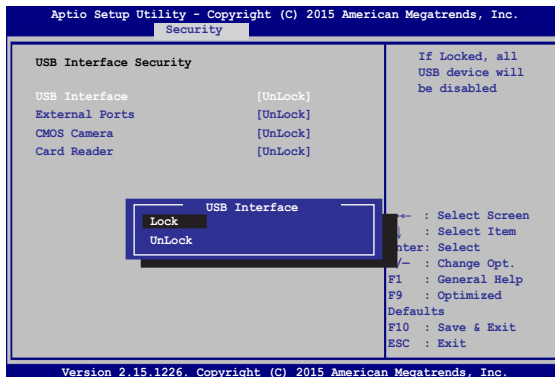 Aptio Setup Utility - Copyright (C) 2015 American Megatrends, Inc.
Security
USB Interface Security
USB Interface [UnLock]
External Ports [UnLock]
CMOS Camera [UnLock]
Card Reader [UnLock]
If Locked, all
USB device will
be disabled
USB Interface
Lock
UnLock
← : Select Screen
↓ : Select Item
nter: Select
/— : Change Opt.
F1 : General Help
F9 : Optimized
Defaults
F10 : Save & Exit
ESC : Exit
Version 2.15.1226. Copyright (C) 2015 American Megatrends, Inc.